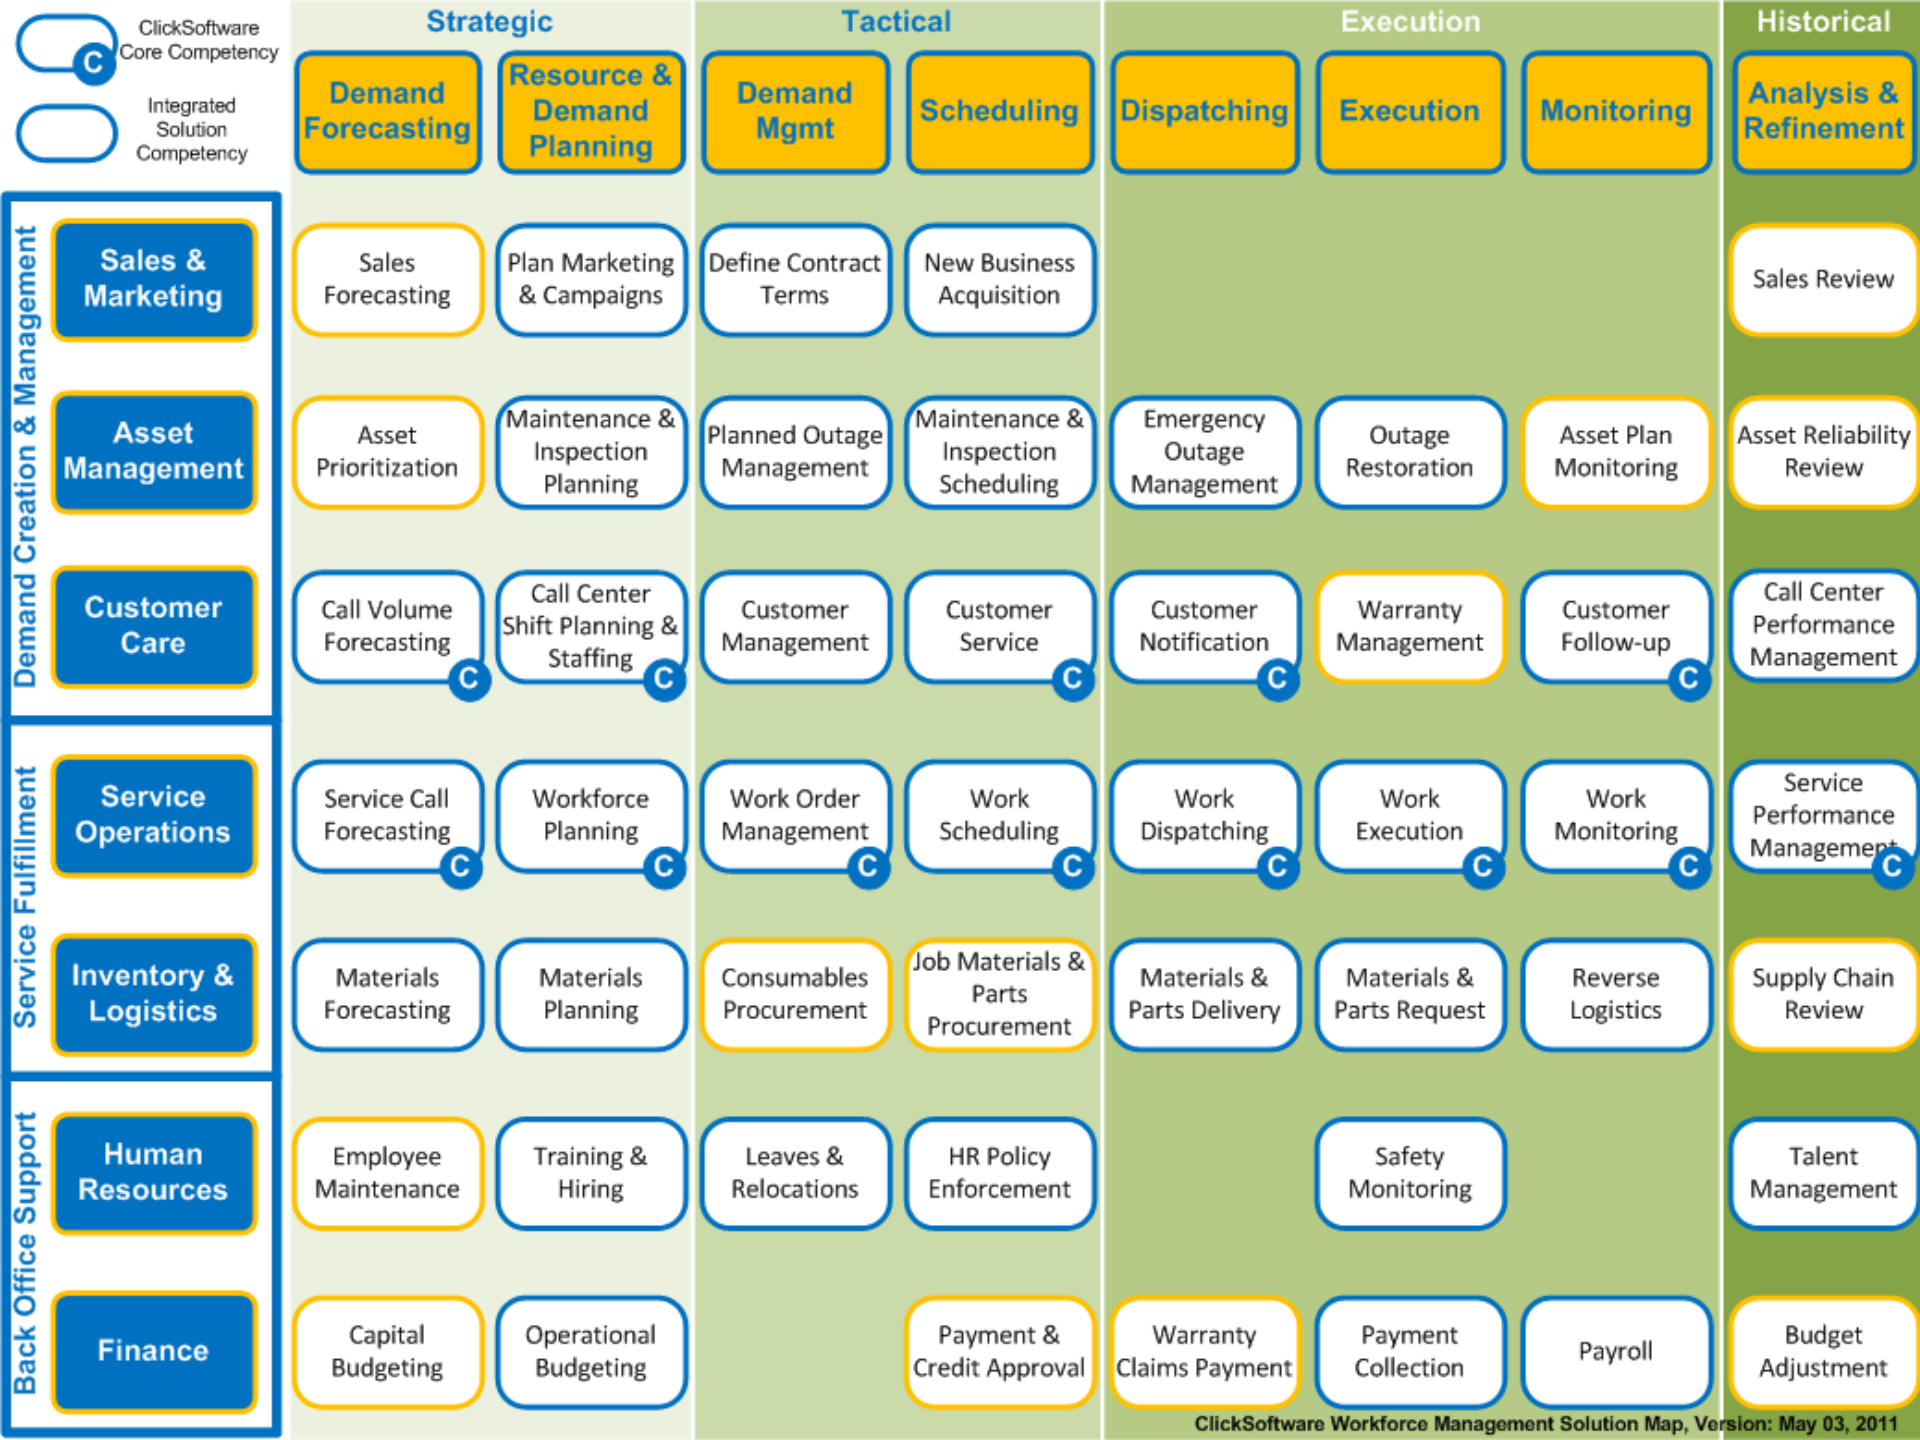 ClickSoftware
Core Competency
C
Integrated
Solution
Competency
Strategic
Tactical
Execution
Historical
Demand
Forecasting
Resource &
Demand
Planning
Demand
Mgmt
Scheduling
Dispatching
Execution
Monitoring
Analysis &
Refinement
Demand Creation & Management
Sales &
Marketing
Sales
Forecasting
Plan Marketing
& Campaigns
Define Contract
Terms
New Business
Acquisition
Sales Review
Asset
Management
Asset
Prioritization
Maintenance &
Inspection
Planning
Planned Outage
Management
Maintenance &
Inspection
Scheduling
Emergency
Outage
Management
Outage
Restoration
Asset Plan
Monitoring
Asset Reliability
Review
Customer
Care
Call Volume
Forecasting
C
Call Center
Shift Planning &
Staffing
C
Customer
Management
Customer
Service
C
Customer
Notification
C
Warranty
Management
Customer
Follow-up
C
Call Center
Performance
Management
Service Fulfillment
Service
Operations
Service Call
Forecasting
C
Workforce
Planning
C
Work Order
Management
C
Work
Scheduling
C
Work
Dispatching
C
Work
Execution
C
Work
Monitoring
C
Service
Performance
Management
C
Inventory &
Logistics
Materials
Forecasting
Materials
Planning
Consumables
Procurement
Job Materials &
Parts
Procurement
Materials &
Parts Delivery
Materials &
Parts Request
Reverse
Logistics
Supply Chain
Review
Back Office Support
Human
Resources
Employee
Maintenance
Training &
Hiring
Leaves &
Relocations
HR Policy
Enforcement
Safety
Monitoring
Talent
Management
Finance
Capital
Budgeting
Operational
Budgeting
Payment &
Credit Approval
Warranty
Claims Payment
Payment
Collection
Payroll
Budget
Adjustment
ClickSoftware Workforce Management Solution Map, Version: May 03, 2011